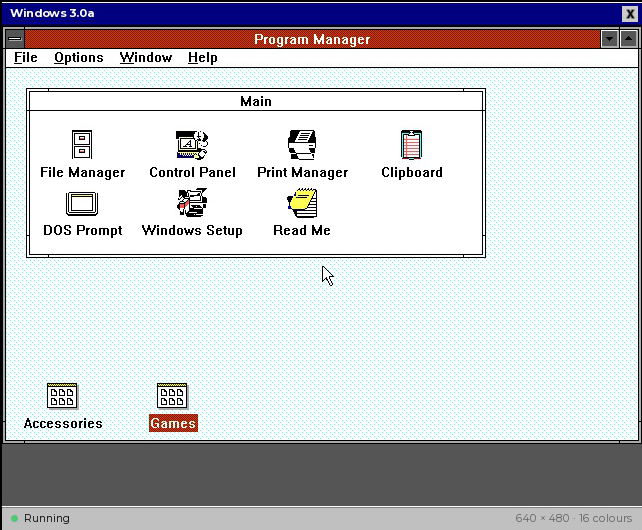 Windows 3.0a X
Program Manager
File Options Window Help
Main
File Manager Control Panel Print Manager Clipboard
DOS Prompt Windows Setup Read Me
Accessories Games
Running 640 × 480 · 16 colours